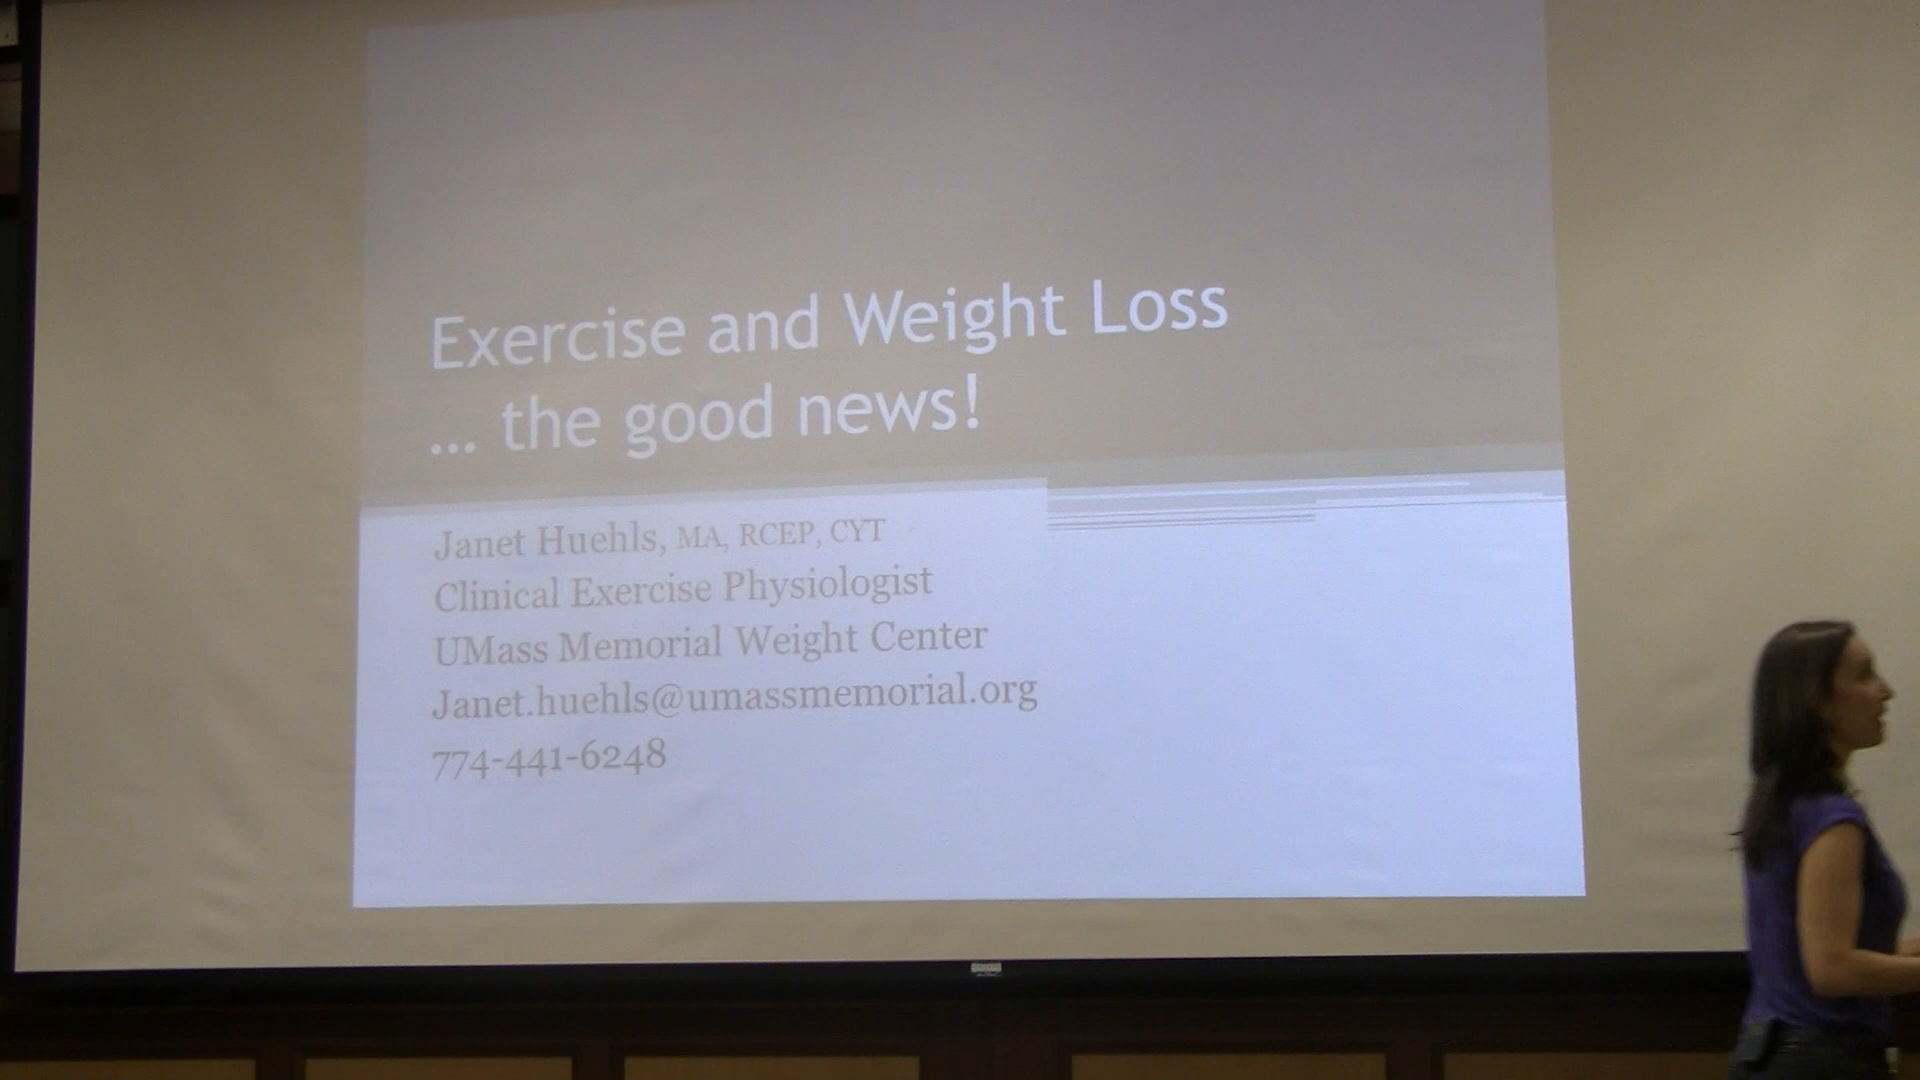 Exercise and Weight Loss
... the good news!
Janet Huehls, MA, RCEP, CYT
Clinical Exercise Physiologist
UMass Memorial Weight Center
Janet.huehls@umassmemorial.org
774-441-6248